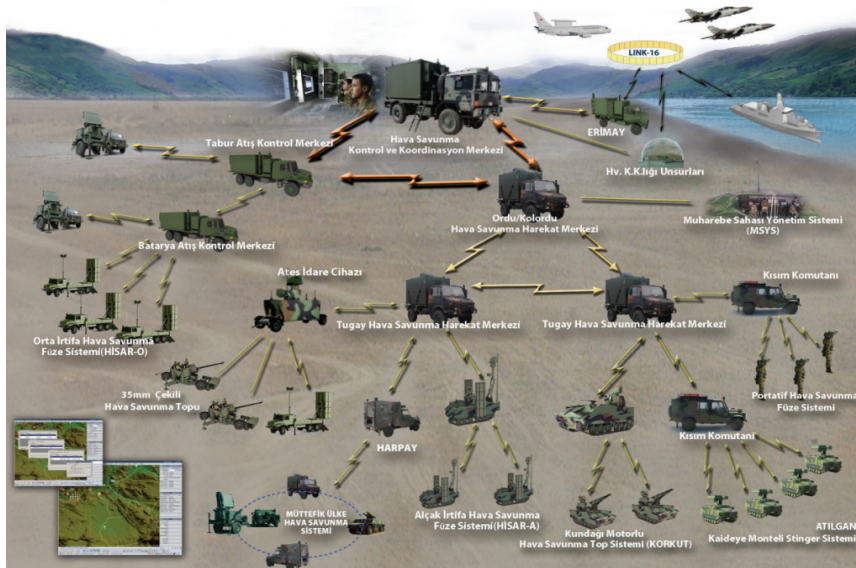 LINK-16
ERİMAY
Tabur Atış Kontrol Merkezi
Hava Savunma
Kontrol ve Koordinasyon Merkezi
Hv. K.K.lığı Unsurları
Ordu/Kolordu
Hava Savunma Harekat Merkezi
Muharebe Sahası Yönetim Sistemi
(MSYS)
Batarya Atış Kontrol Merkezi
Ateş İdare Cihazı
Kısım Komutanı
Orta İrtifa Hava Savunma
Füze Sistemi(HİSAR-O)
Tugay Hava Savunma Harekat Merkezi
Tugay Hava Savunma Harekat Merkezi
35mm Çekili
Hava Savunma Topu
Portatif Hava Savunma
Füze Sistemi
HARPAY
Kısım Komutanı
MÜTTEFİK ÜLKE
HAVA SAVUNMA
SİSTEMİ
Alçak İrtifa Hava Savunma
Füze Sistemi(HİSAR-A)
Kundağı Motorlu
Hava Savunma Top Sistemi (KORKUT)
ATILGAN
Kaideye Monteli Stinger Sistemi